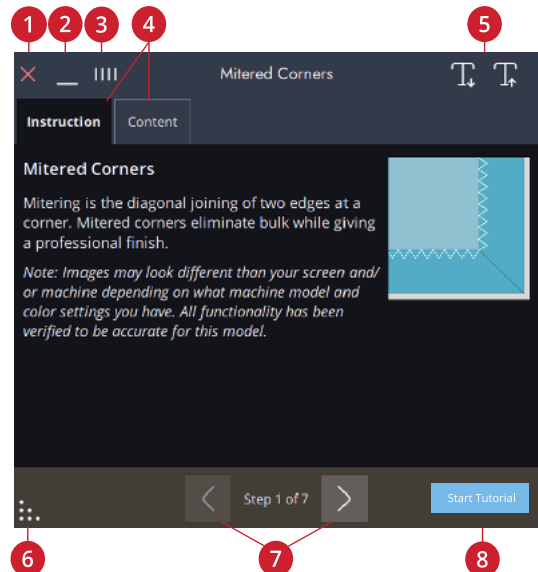 1 2 3 4 5
Mitered Corners
Instruction Content
Mitered Corners
Mitering is the diagonal joining of two edges at a
corner. Mitered corners eliminate bulk while giving
a professional finish.
Note: Images may look different than your screen and/
or machine depending on what machine model and
color settings you have. All functionality has been
verified to be accurate for this model.
Step 1 of 7 Start Tutorial
6 7 8